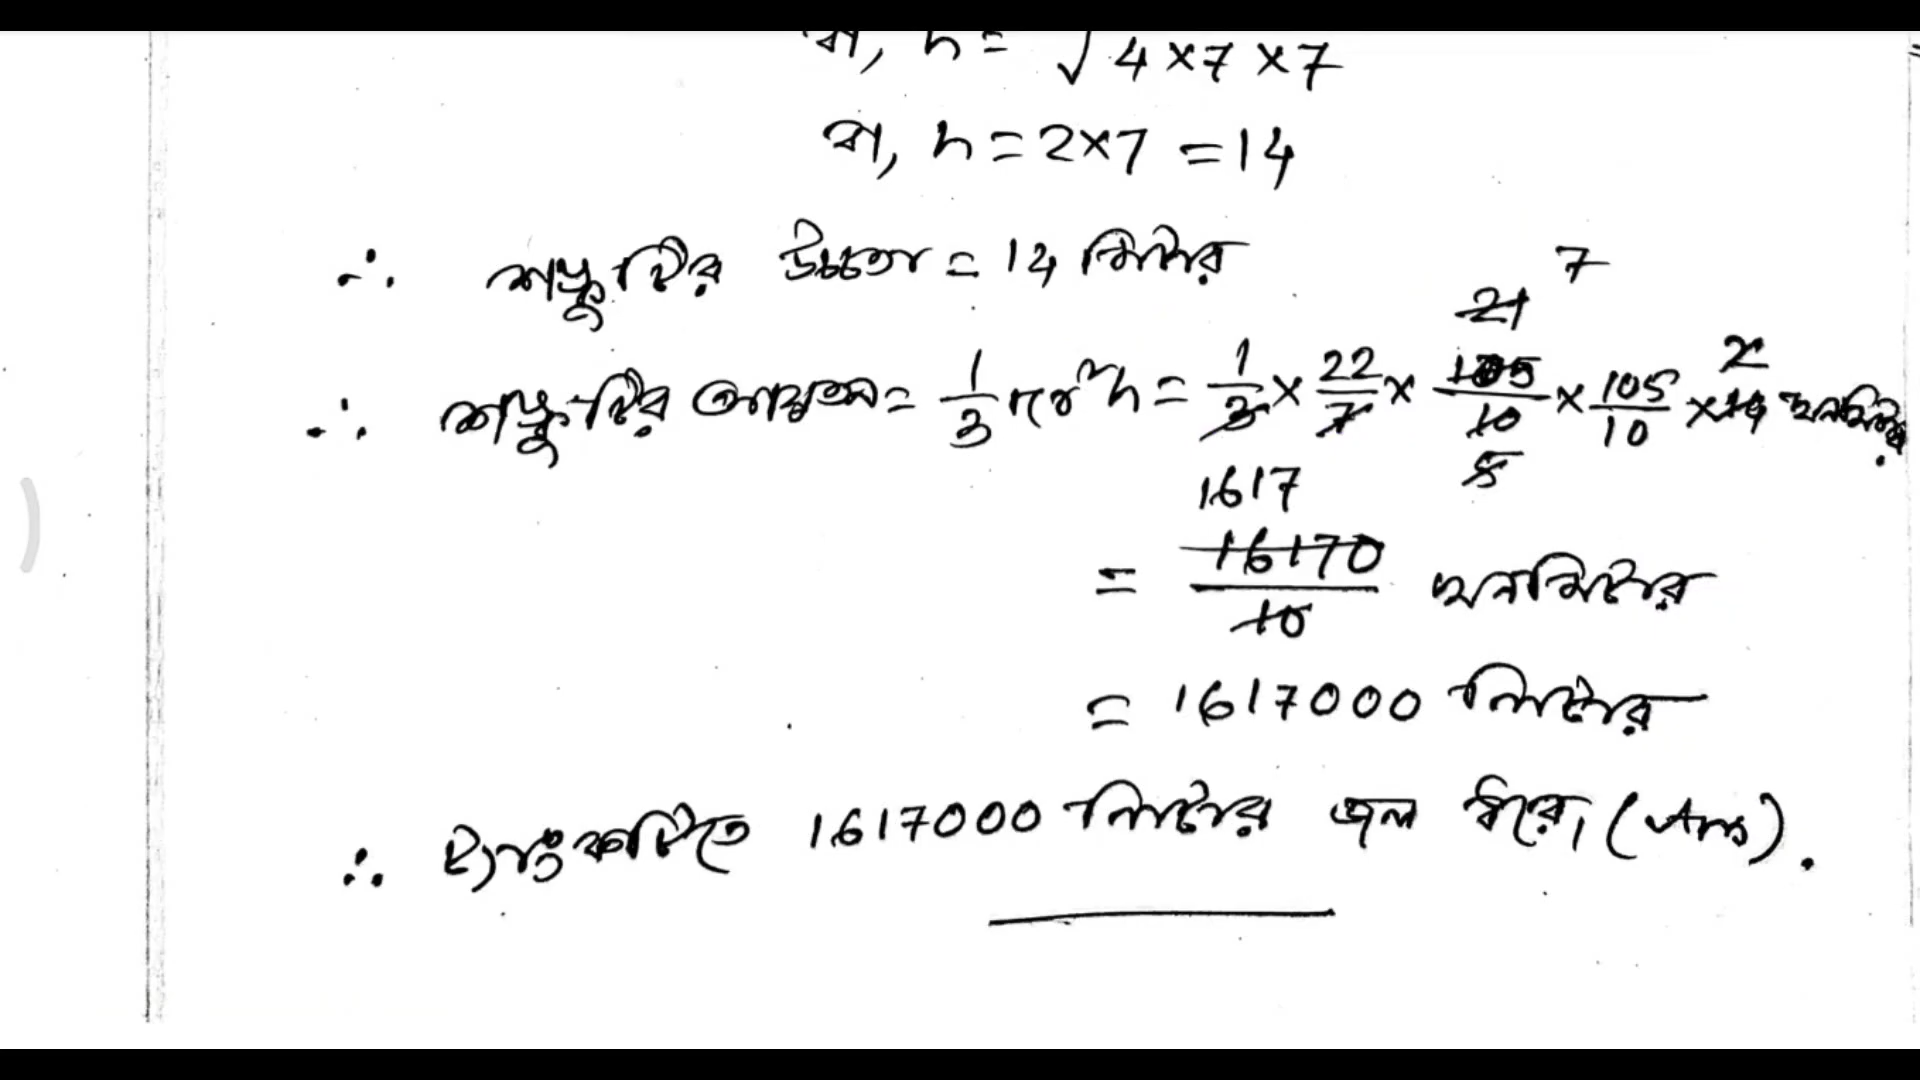 বা, h = √4×7×7
বা, h = 2×7 = 14
∴ শঙ্কুটির উচ্চতা = 14 মিটার
∴ শঙ্কুটির আয়তন = 1/3 πr²h = 1/3 × 22/7 × 105/10 × 105/10 × 14 ঘনমিটার
21 7 2 5
1617
= 16170/10 ঘনমিটার
= 1617000 লিটার
∴ ট্যাঙ্কটিতে 1617000 লিটার জল ধরে। (Ans).